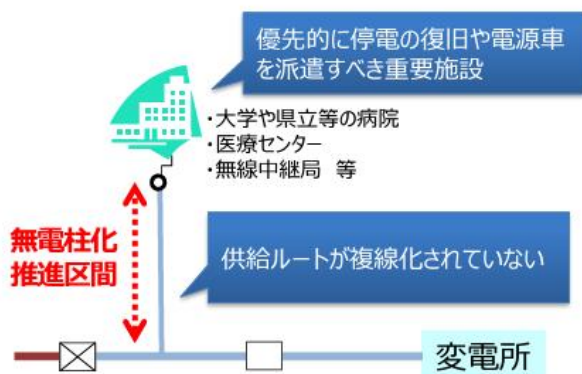 優先的に停電の復旧や電源車
を派遣すべき重要施設
・大学や県立等の病院
・医療センター
・無線中継局 等
無電柱化
推進区間
供給ルートが複線化されていない
変電所